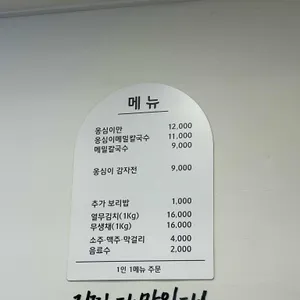 메뉴
옹심이만 12,000
옹심이메밀칼국수 11,000
메밀칼국수 9,000
옹심이 감자전 9,000
추가 보리밥 1,000
열무김치(1Kg) 16,000
무생채(1Kg) 16,000
소주·맥주·막걸리 4,000
음료수 2,000
1인 1메뉴 주문